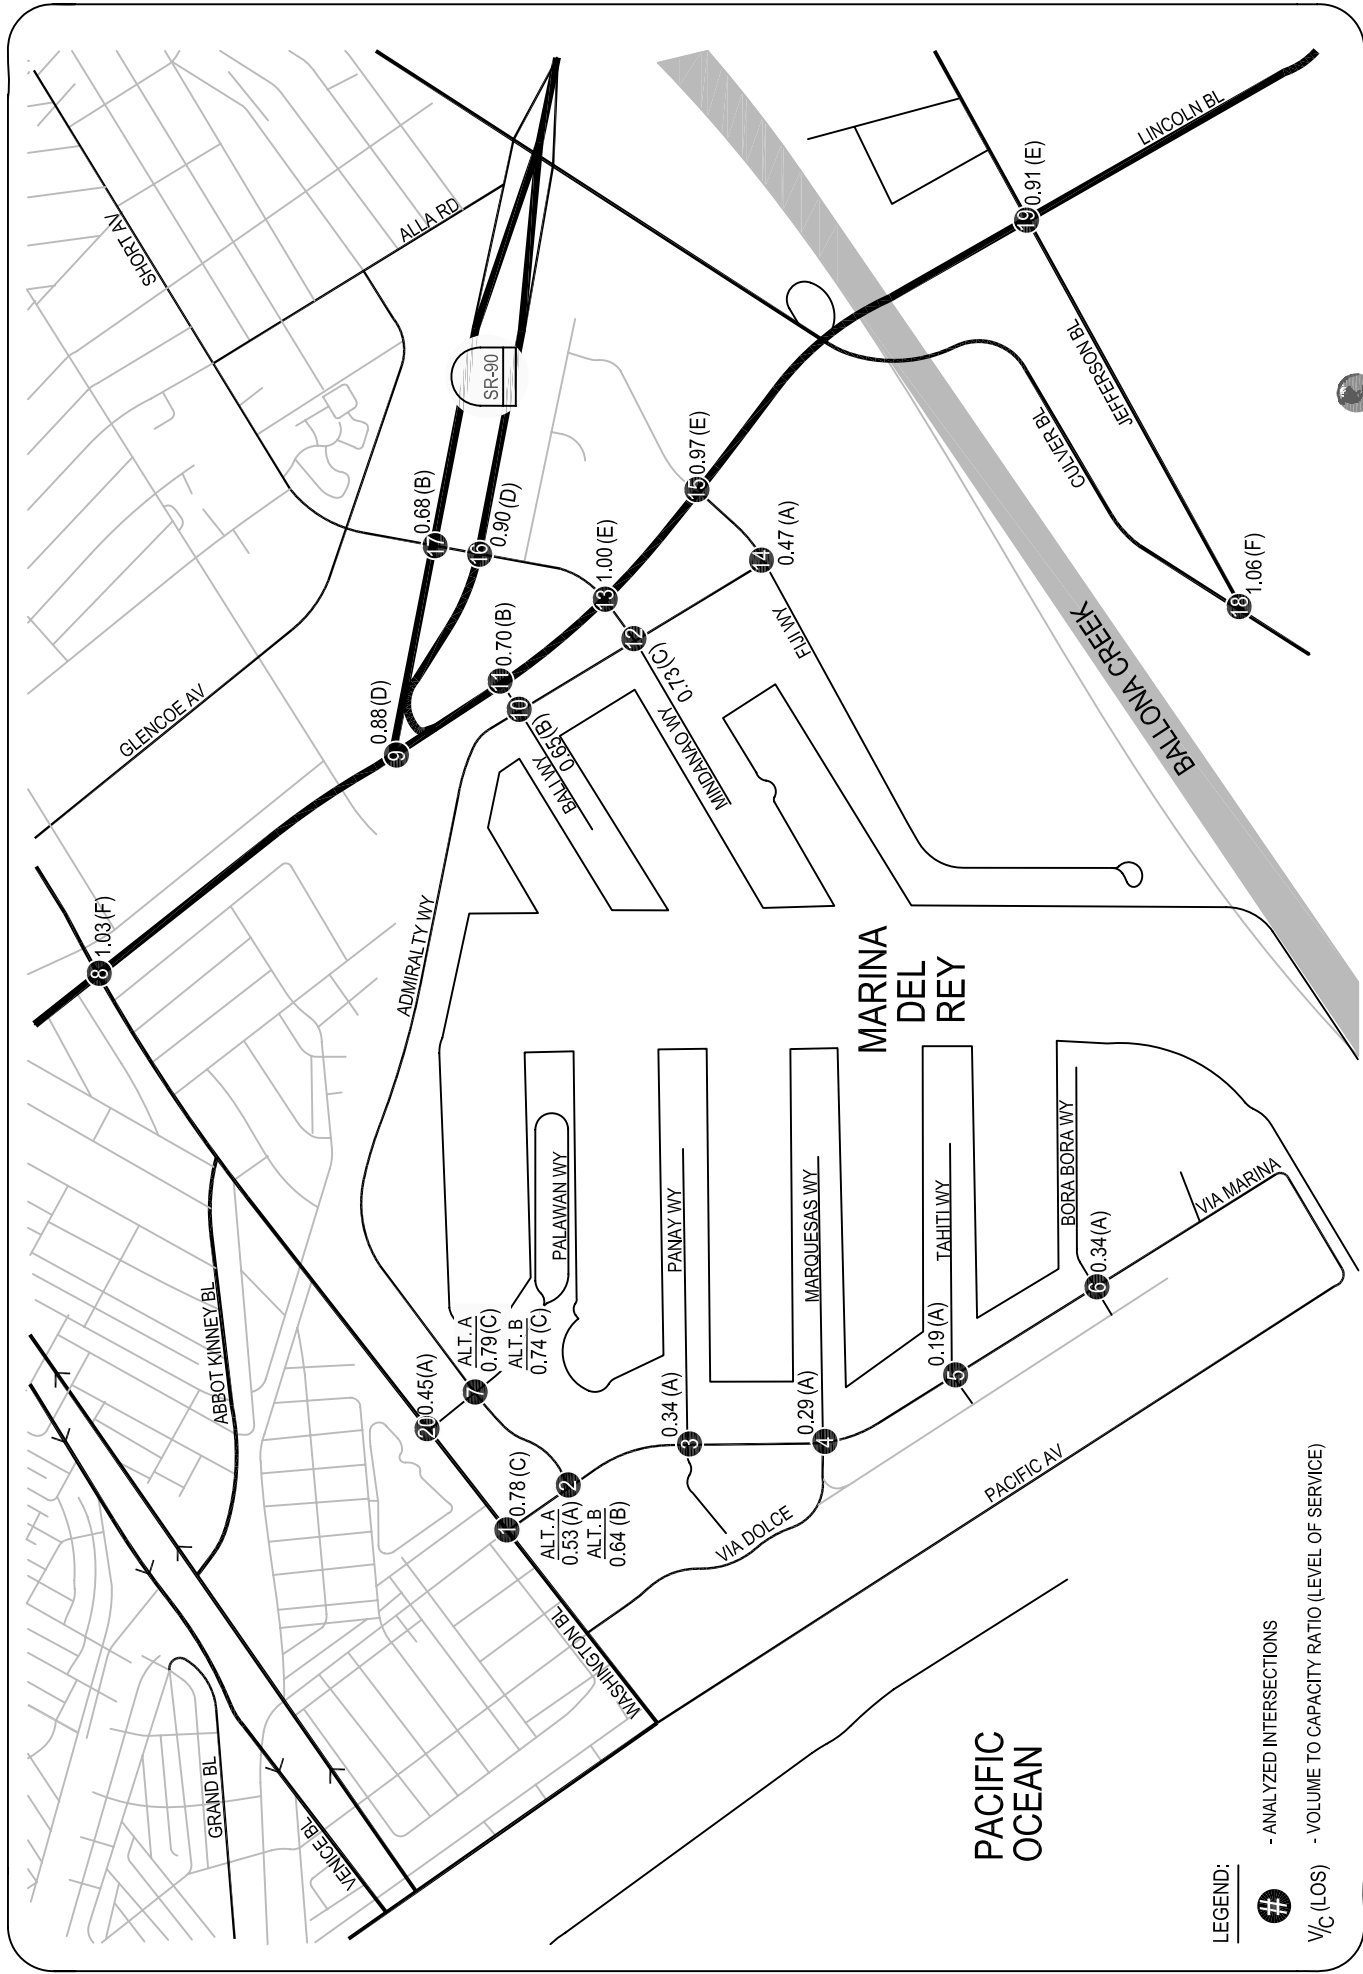 SHORT AV
ALLA RD
GLENCOE AV
SR-90
LINCOLN BL
19
0.91 (E)
JEFFERSON BL
CULVER BL
18
1.06 (F)
BALLONA CREEK
17
0.68 (B)
16
0.90 (D)
15
0.97 (E)
14
0.47 (A)
FIJI WY
13
1.00 (E)
12
0.73 (C)
MINDANAO WY
11
0.70 (B)
10
0.65(B)
BALI WY
9
0.88 (D)
8
1.03 (F)
ADMIRALTY WY
MARINA
DEL
REY
ABBOT KINNEY BL
PALAWAN WY
PANAY WY
MARQUESAS WY
TAHITI WY
BORA BORA WY
VIA MARINA
20
0.45(A)
7
ALT. A
0.79 (C)
ALT. B
0.74 (C)
1
0.78 (C)
2
ALT. A
0.53 (A)
ALT. B
0.64 (B)
3
0.34 (A)
4
0.29 (A)
5
0.19 (A)
6
0.34 (A)
VIA DOLCE
PACIFIC AV
WASHINGTON BL
GRAND BL
VENICE BL
PACIFIC
OCEAN
LEGEND:
# - ANALYZED INTERSECTIONS
V/C (LOS) - VOLUME TO CAPACITY RATIO (LEVEL OF SERVICE)